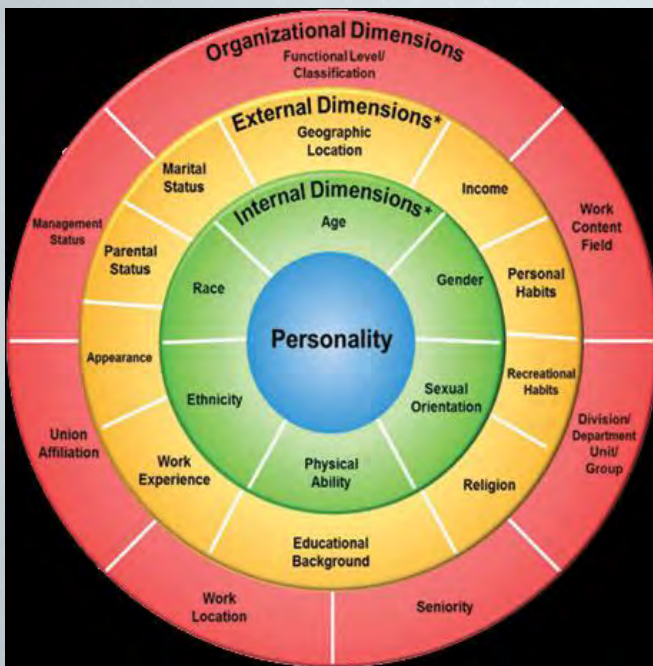 Organizational Dimensions
Functional Level/
Classification
External Dimensions*
Geographic
Location
Marital
Status
Income
Internal Dimensions*
Age
Management
Status
Work
Content
Field
Parental
Status
Personal
Habits
Race
Gender
Personality
Appearance
Recreational
Habits
Ethnicity
Sexual
Orientation
Union
Affiliation
Division/
Department
Unit/
Group
Work
Experience
Physical
Ability
Religion
Educational
Background
Work
Location
Seniority